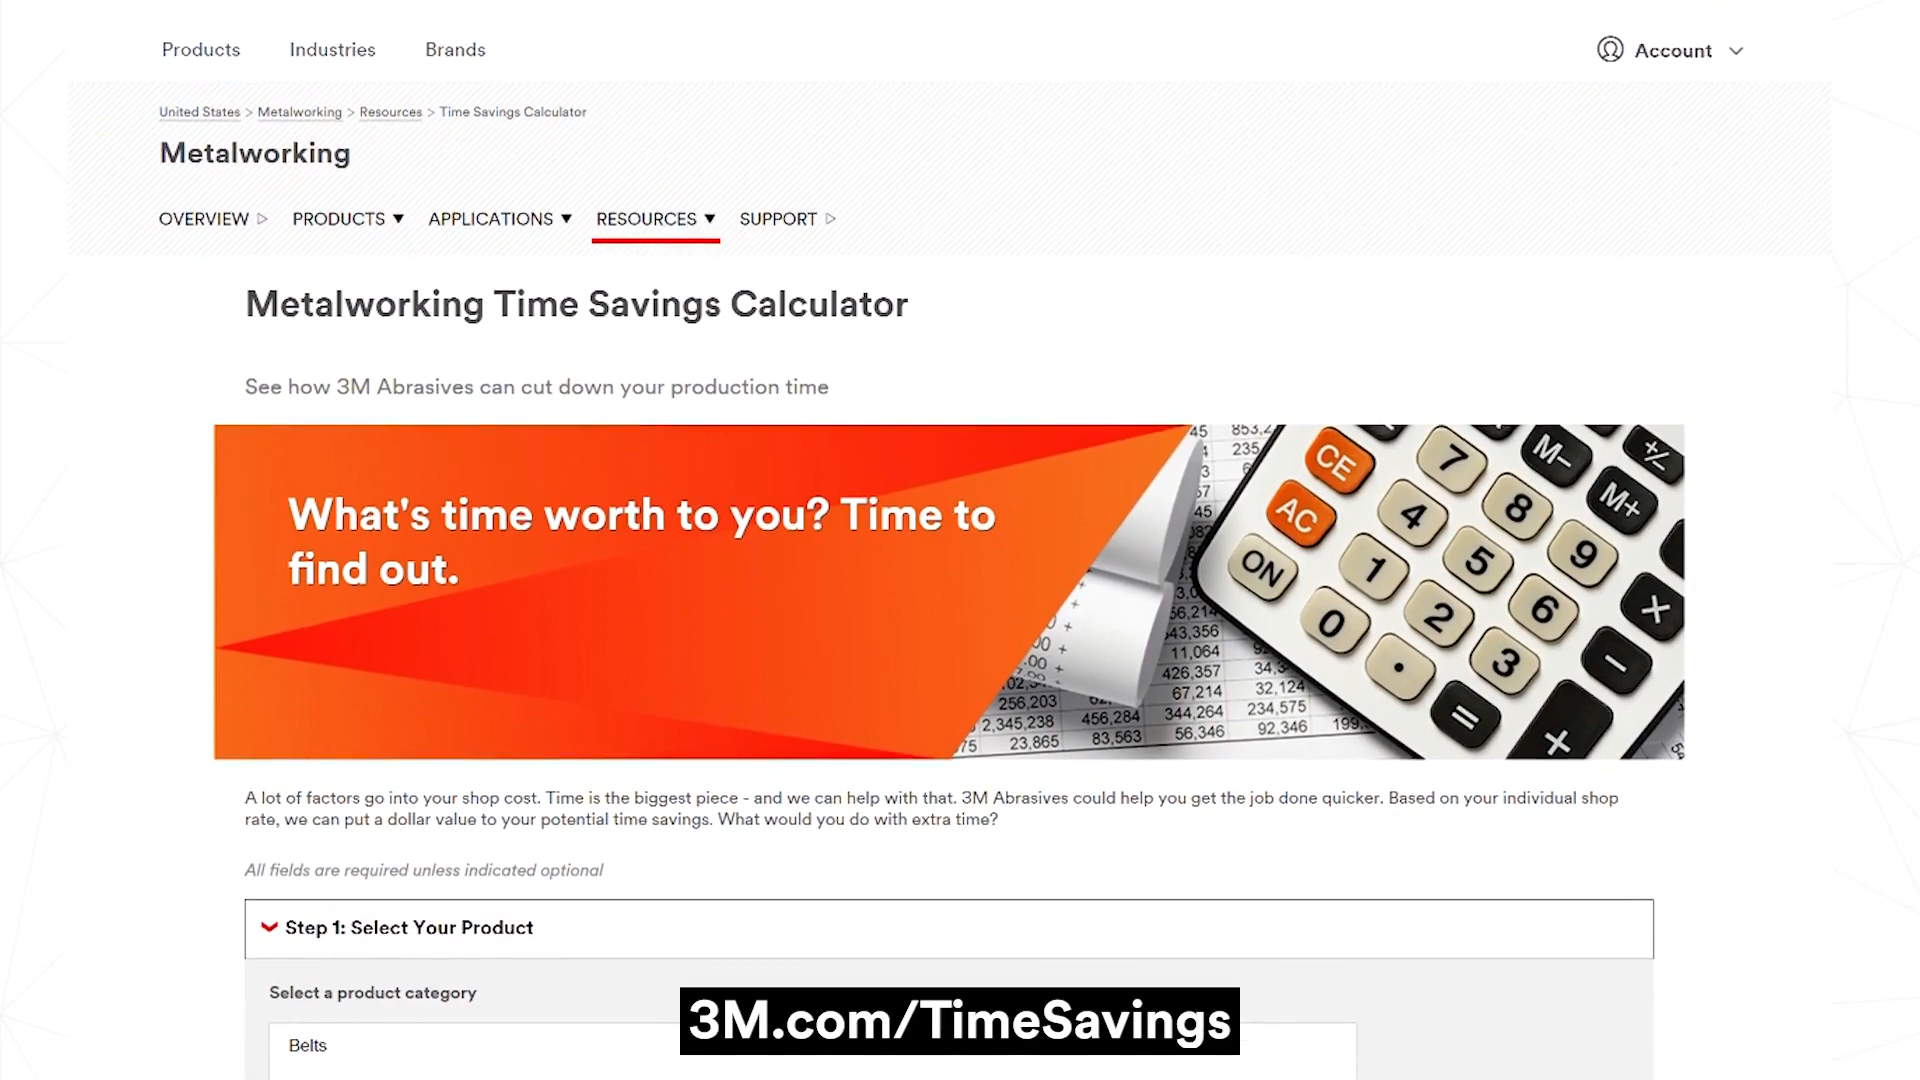 Products Industries Brands
Account
United States > Metalworking > Resources > Time Savings Calculator
Metalworking
OVERVIEW PRODUCTS APPLICATIONS RESOURCES SUPPORT
Metalworking Time Savings Calculator
See how 3M Abrasives can cut down your production time
What's time worth to you? Time to
find out.
CE 7 M− +/−
AC 4 8 M+
ON 1 5 9
0 2 6 ×
. 3 −
= +
11,064
426,357
67,214 32,124
256,203
2,345,238 456,284 344,264 234,575
23,865 83,563 56,346 92,346
A lot of factors go into your shop cost. Time is the biggest piece - and we can help with that. 3M Abrasives could help you get the job done quicker. Based on your individual shop
rate, we can put a dollar value to your potential time savings. What would you do with extra time?
All fields are required unless indicated optional
Step 1: Select Your Product
Select a product category
Belts
3M.com/TimeSavings